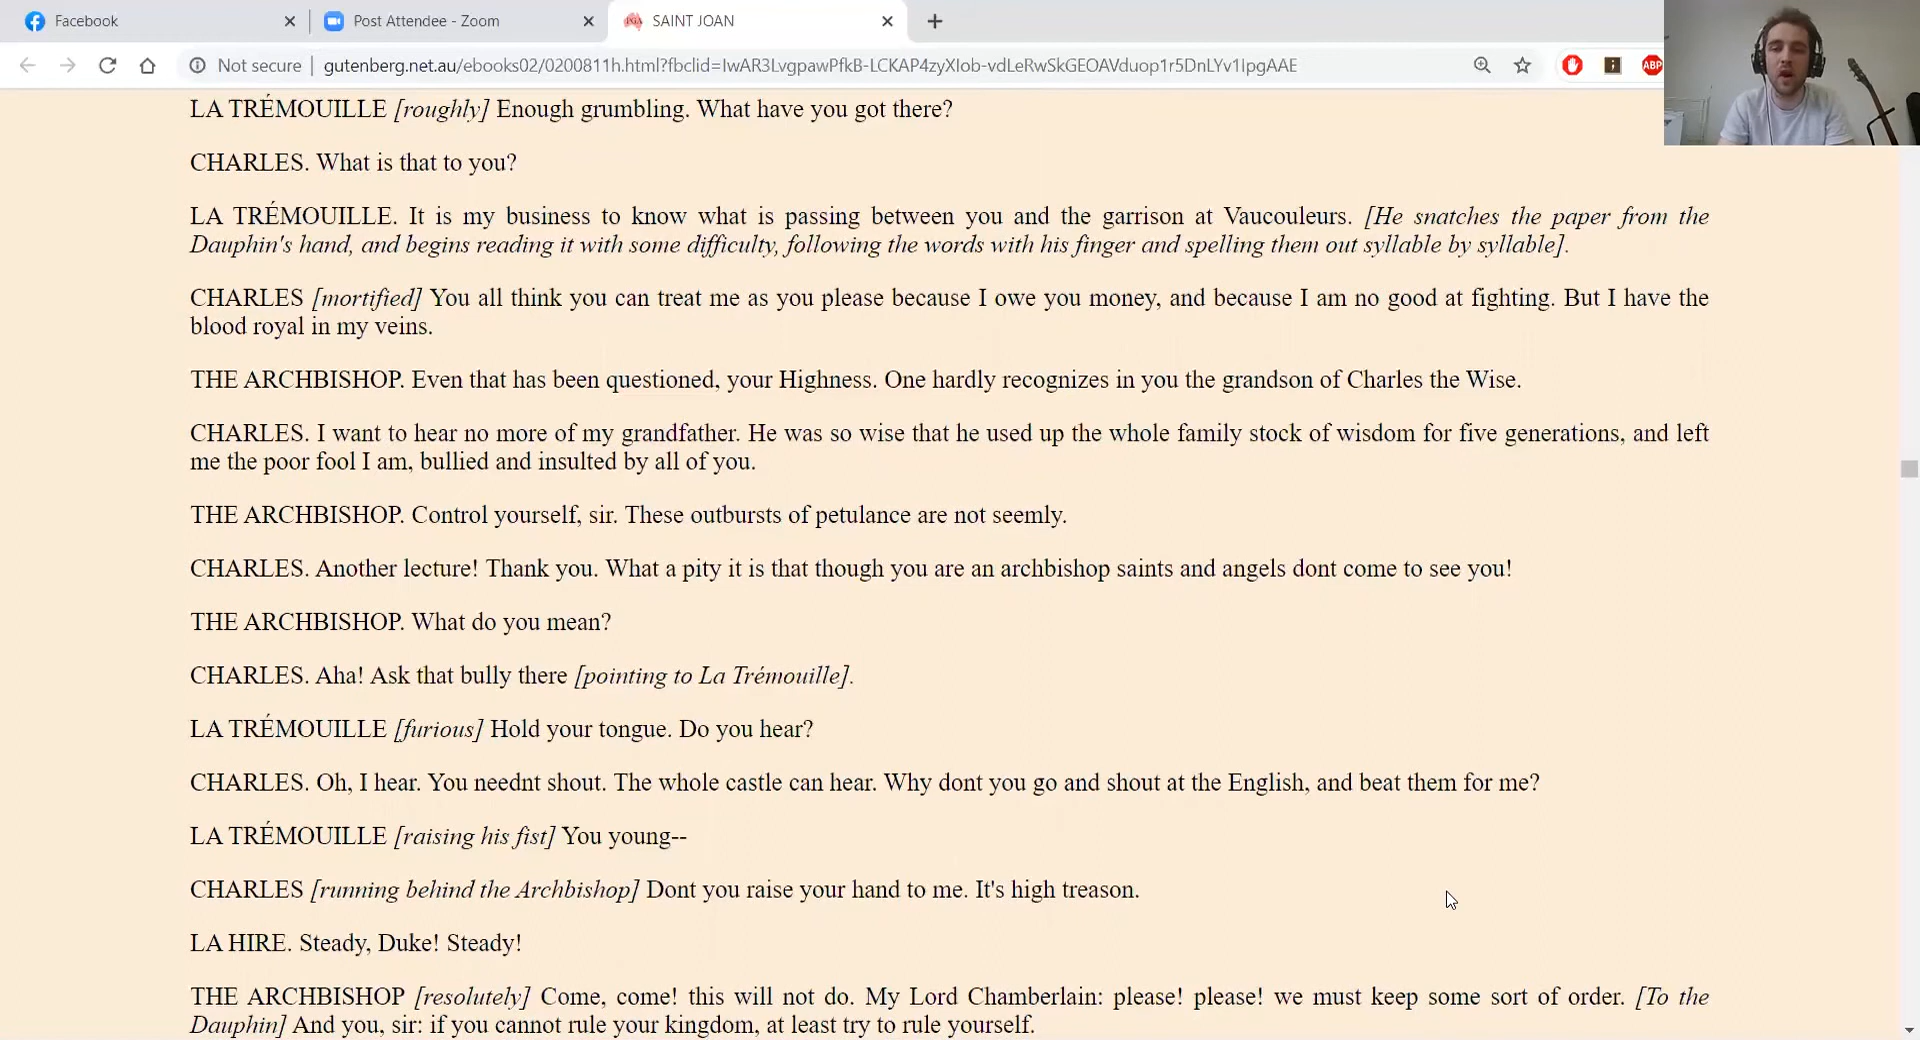 Facebook
Post Attendee - Zoom
SAINT JOAN
Not secure | gutenberg.net.au/ebooks02/0200811h.html?fbclid=IwAR3LvgpawPfkB-LCKAP4zyXIob-vdLeRwSkGEOAVduop1r5DnLYv1IpgAAE
ABP
LA TRÉMOUILLE [roughly] Enough grumbling. What have you got there?
CHARLES. What is that to you?
LA TRÉMOUILLE. It is my business to know what is passing between you and the garrison at Vaucouleurs. [He snatches the paper from the
Dauphin's hand, and begins reading it with some difficulty, following the words with his finger and spelling them out syllable by syllable].
CHARLES [mortified] You all think you can treat me as you please because I owe you money, and because I am no good at fighting. But I have the
blood royal in my veins.
THE ARCHBISHOP. Even that has been questioned, your Highness. One hardly recognizes in you the grandson of Charles the Wise.
CHARLES. I want to hear no more of my grandfather. He was so wise that he used up the whole family stock of wisdom for five generations, and left
me the poor fool I am, bullied and insulted by all of you.
THE ARCHBISHOP. Control yourself, sir. These outbursts of petulance are not seemly.
CHARLES. Another lecture! Thank you. What a pity it is that though you are an archbishop saints and angels dont come to see you!
THE ARCHBISHOP. What do you mean?
CHARLES. Aha! Ask that bully there [pointing to La Trémouille].
LA TRÉMOUILLE [furious] Hold your tongue. Do you hear?
CHARLES. Oh, I hear. You neednt shout. The whole castle can hear. Why dont you go and shout at the English, and beat them for me?
LA TRÉMOUILLE [raising his fist] You young--
CHARLES [running behind the Archbishop] Dont you raise your hand to me. It's high treason.
LA HIRE. Steady, Duke! Steady!
THE ARCHBISHOP [resolutely] Come, come! this will not do. My Lord Chamberlain: please! please! we must keep some sort of order. [To the
Dauphin] And you, sir: if you cannot rule your kingdom, at least try to rule yourself.